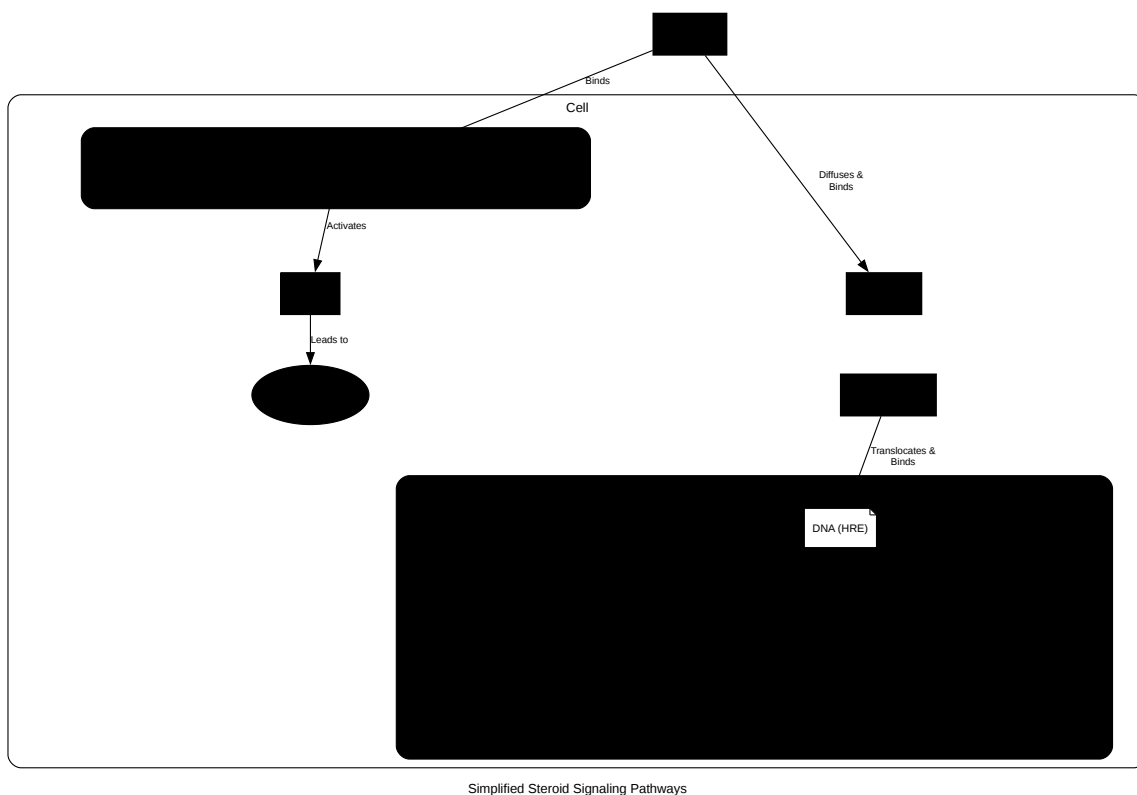 Binds
Cell
Diffuses &
Binds
Activates
Leads to
Translocates &
Binds
DNA (HRE)
Simplified Steroid Signaling Pathways